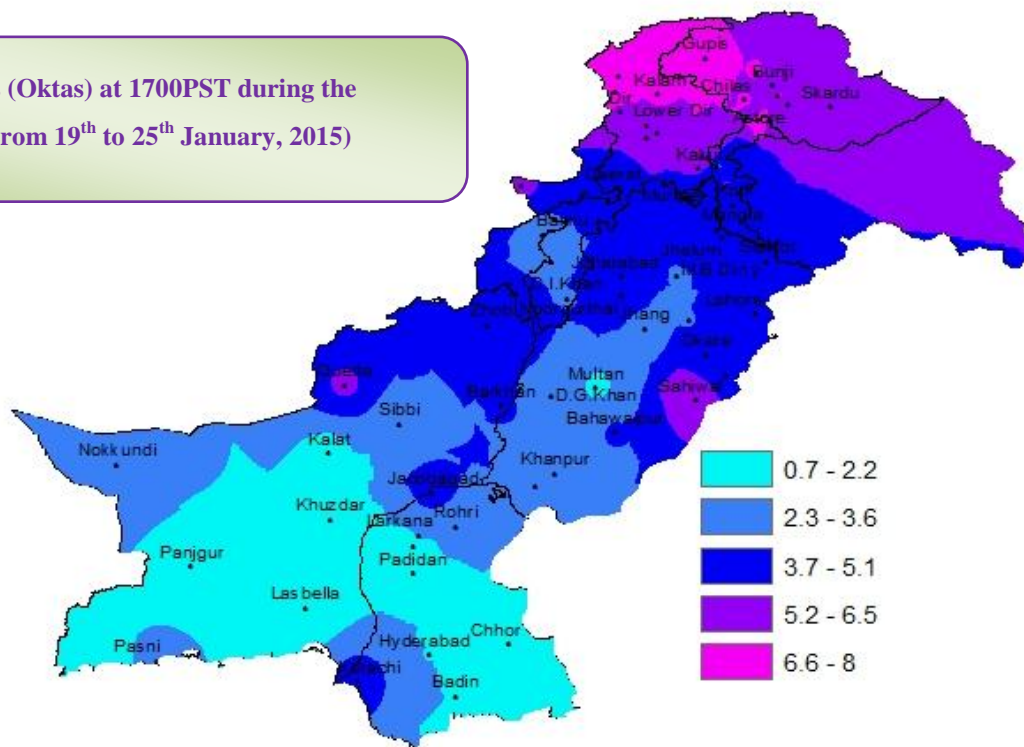 (Oktas) at 1700PST during the
rom 19th to 25th January, 2015)
Gupis
Kalam
Chilas
Bunji
Skardu
Dir
Lower Dir
Astore
Jhelum
Lahore
Jhang
Multan
D.G.Khan
Sahiwal
Bahawalpur
Khanpur
Barkhan
Sibbi
Quetta
Zhob
D.I.Khan
Nokkundi
Kalat
Khuzdar
Larkana
Rohri
Padidan
Panjgur
Lasbella
Pasni
Hyderabad
Chhor
Karachi
Badin
0.7 - 2.2
2.3 - 3.6
3.7 - 5.1
5.2 - 6.5
6.6 - 8